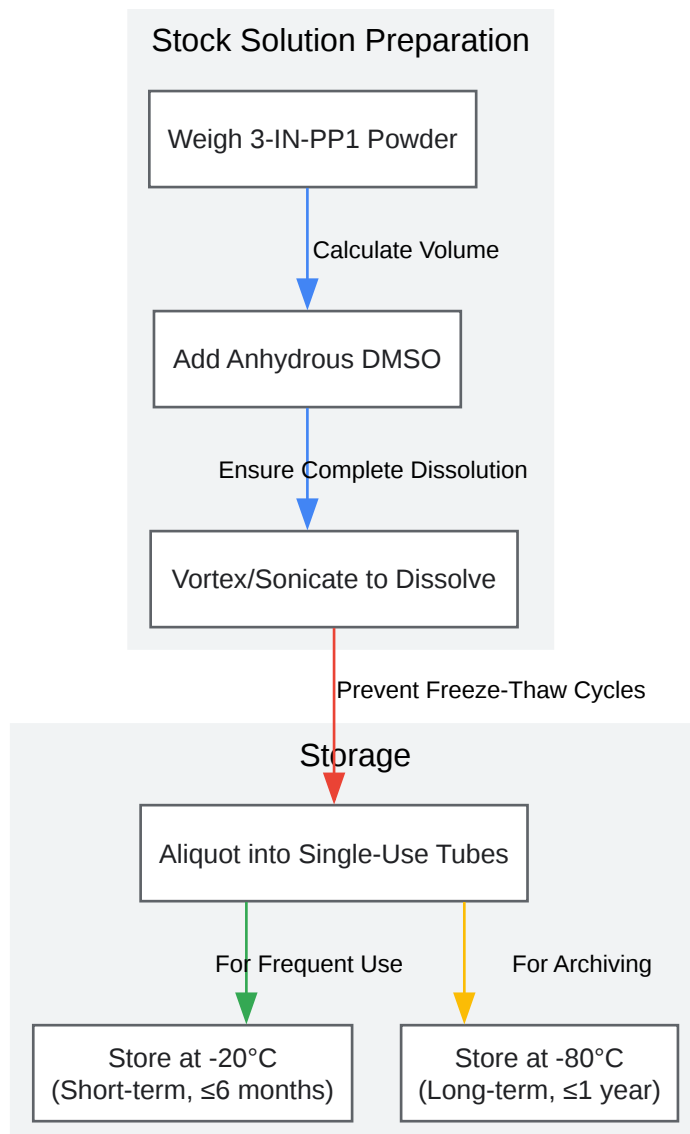 Stock Solution Preparation
Weigh 3-IN-PP1 Powder
Calculate Volume
Add Anhydrous DMSO
Ensure Complete Dissolution
Vortex/Sonicate to Dissolve
Prevent Freeze-Thaw Cycles
Storage
Aliquot into Single-Use Tubes
For Frequent Use
For Archiving
Store at -20°C
(Short-term, ≤6 months)
Store at -80°C
(Long-term, ≤1 year)